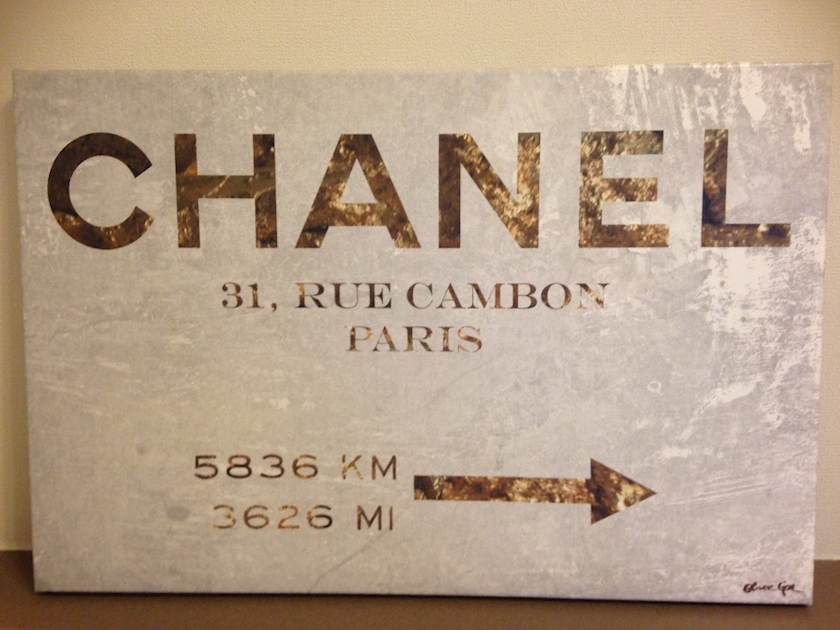 CHANEL
31, RUE CAMBON
PARIS
5836 KM
3626 MI